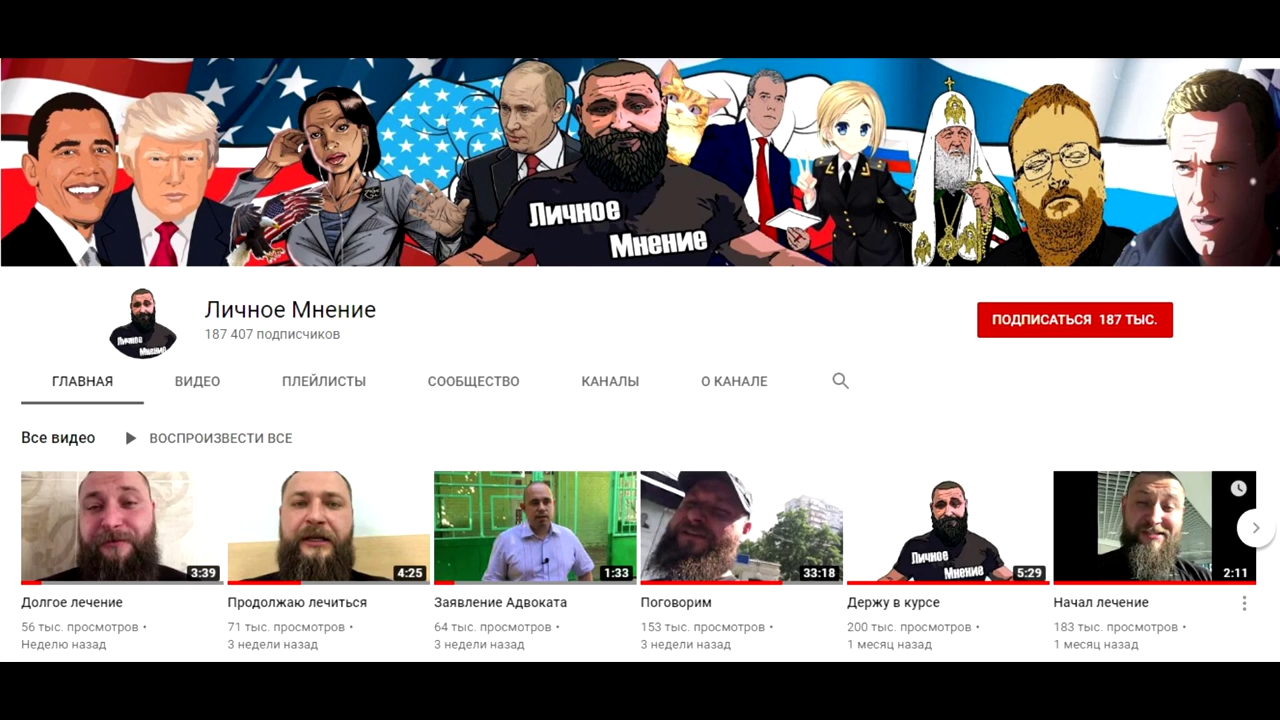 Личное
Мнение
Личное Мнение
187 407 подписчиков
ПОДПИСАТЬСЯ 187 ТЫС.
Личное
Мнение
ГЛАВНАЯ ВИДЕО ПЛЕЙЛИСТЫ СООБЩЕСТВО КАНАЛЫ О КАНАЛЕ
Все видео ВОСПРОИЗВЕСТИ ВСЕ
Личное
Мнение
3:39 4:25 1:33 33:18 5:29 2:11
Долгое лечение Продолжаю лечиться Заявление Адвоката Поговорим Держу в курсе Начал лечение
56 тыс. просмотров • 71 тыс. просмотров • 64 тыс. просмотров • 153 тыс. просмотров • 200 тыс. просмотров • 183 тыс. просмотров •
Неделю назад 3 недели назад 3 недели назад 3 недели назад 1 месяц назад 1 месяц назад